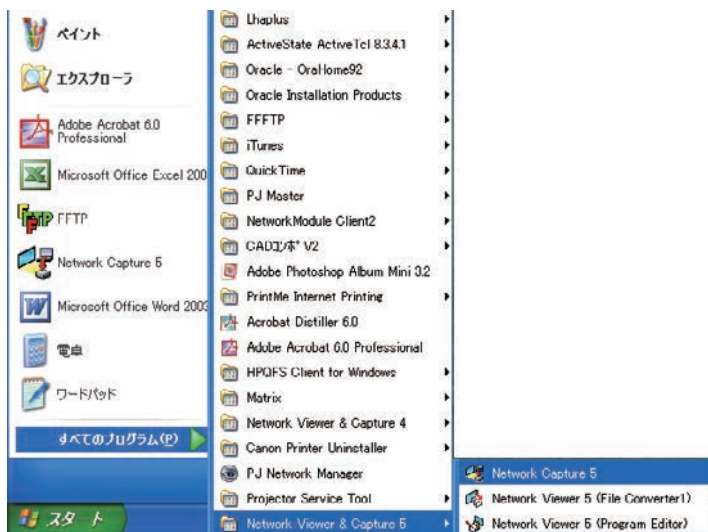 ペイント
エクスプローラ
Adobe Acrobat 6.0
Professional
Microsoft Office Excel 200
FFTP
Network Capture 5
Microsoft Office Word 2003
電卓
ワードパッド
すべてのプログラム(P)
スタート
Lhaplus
ActiveState ActiveTcl 8.3.4.1
Oracle - OraHome92
Oracle Installation Products
FFFTP
iTunes
QuickTime
PJ Master
NetworkModule Client2
CADコンポ V2
Adobe Photoshop Album Mini 3.2
PrintMe Internet Printing
Acrobat Distiller 6.0
Adobe Acrobat 6.0 Professional
HPQFS Client for Windows
Matrix
Network Viewer & Capture 4
Canon Printer Uninstaller
PJ Network Manager
Projector Service Tool
Network Viewer & Capture 5
Network Capture 5
Network Viewer 5 (File Converter1)
Network Viewer 5 (Program Editor)